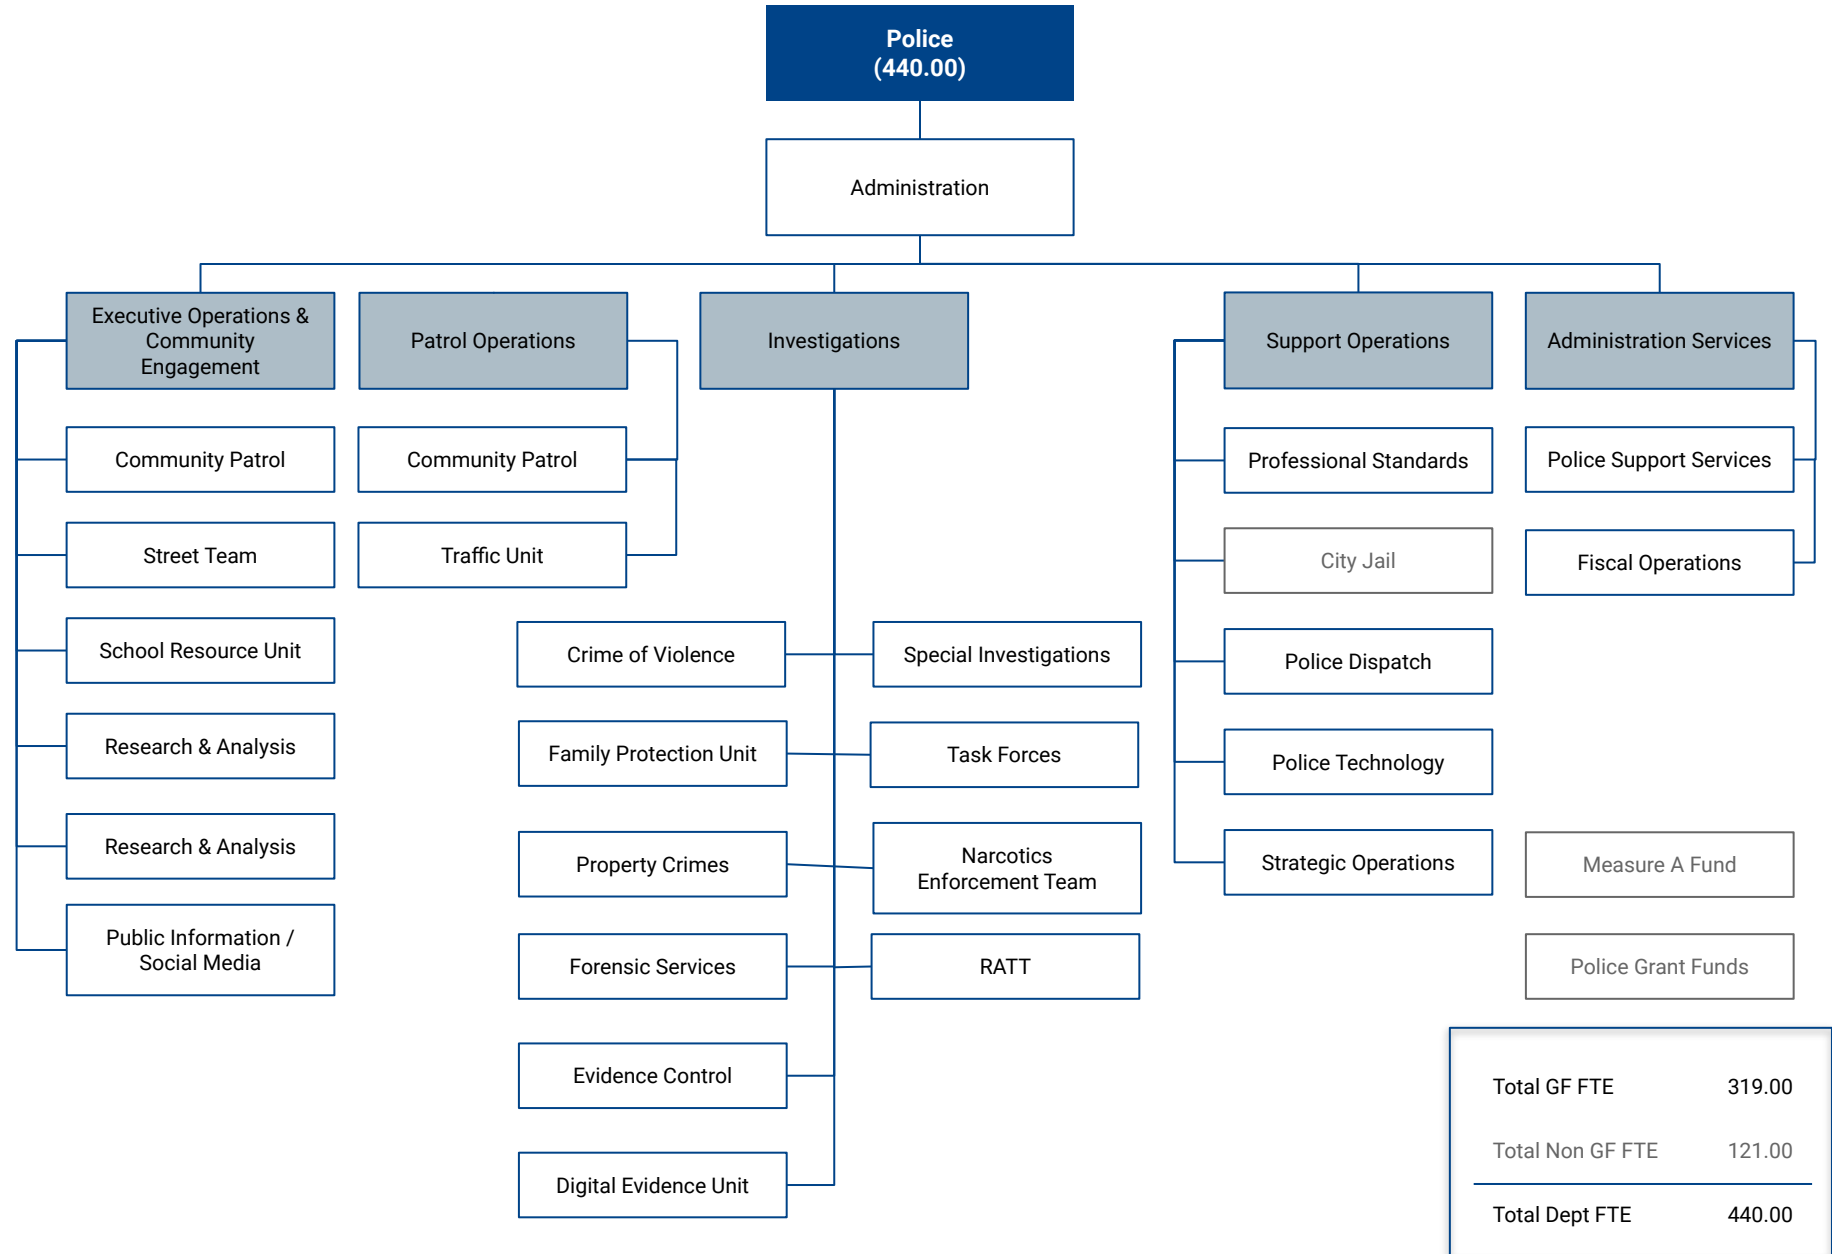 Police
(440.00)
Administration
Executive Operations &
Community
Engagement
Patrol Operations
Investigations
Support Operations
Administration Services
Community Patrol
Community Patrol
Professional Standards
Police Support Services
Street Team
Traffic Unit
City Jail
Fiscal Operations
School Resource Unit
Crime of Violence
Special Investigations
Police Dispatch
Research & Analysis
Family Protection Unit
Task Forces
Police Technology
Research & Analysis
Property Crimes
Narcotics
Enforcement Team
Strategic Operations
Measure A Fund
Public Information /
Social Media
Forensic Services
RATT
Police Grant Funds
Evidence Control
Digital Evidence Unit
Total GF FTE 319.00
Total Non GF FTE 121.00
Total Dept FTE 440.00